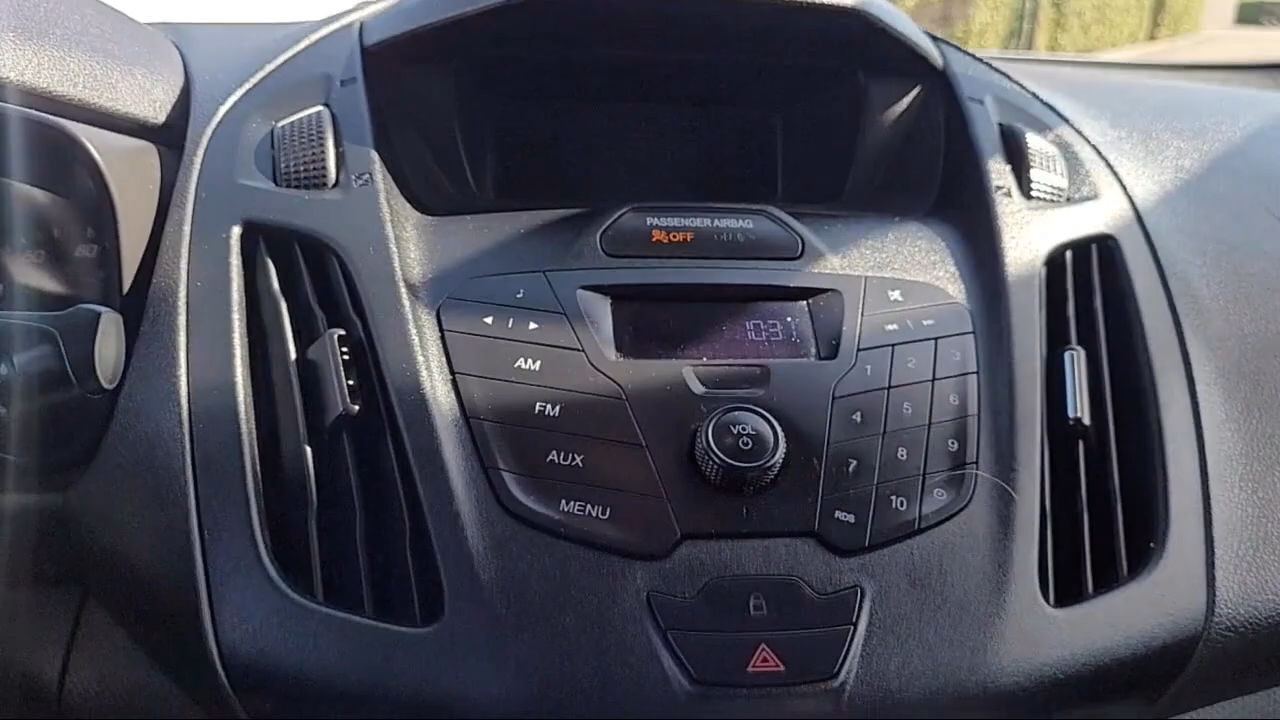 PASSENGER AIRBAG
OFF
10:31
AM
FM
AUX
MENU
VOL
1 2 3
4 5 6
7 8 9
RDS 10